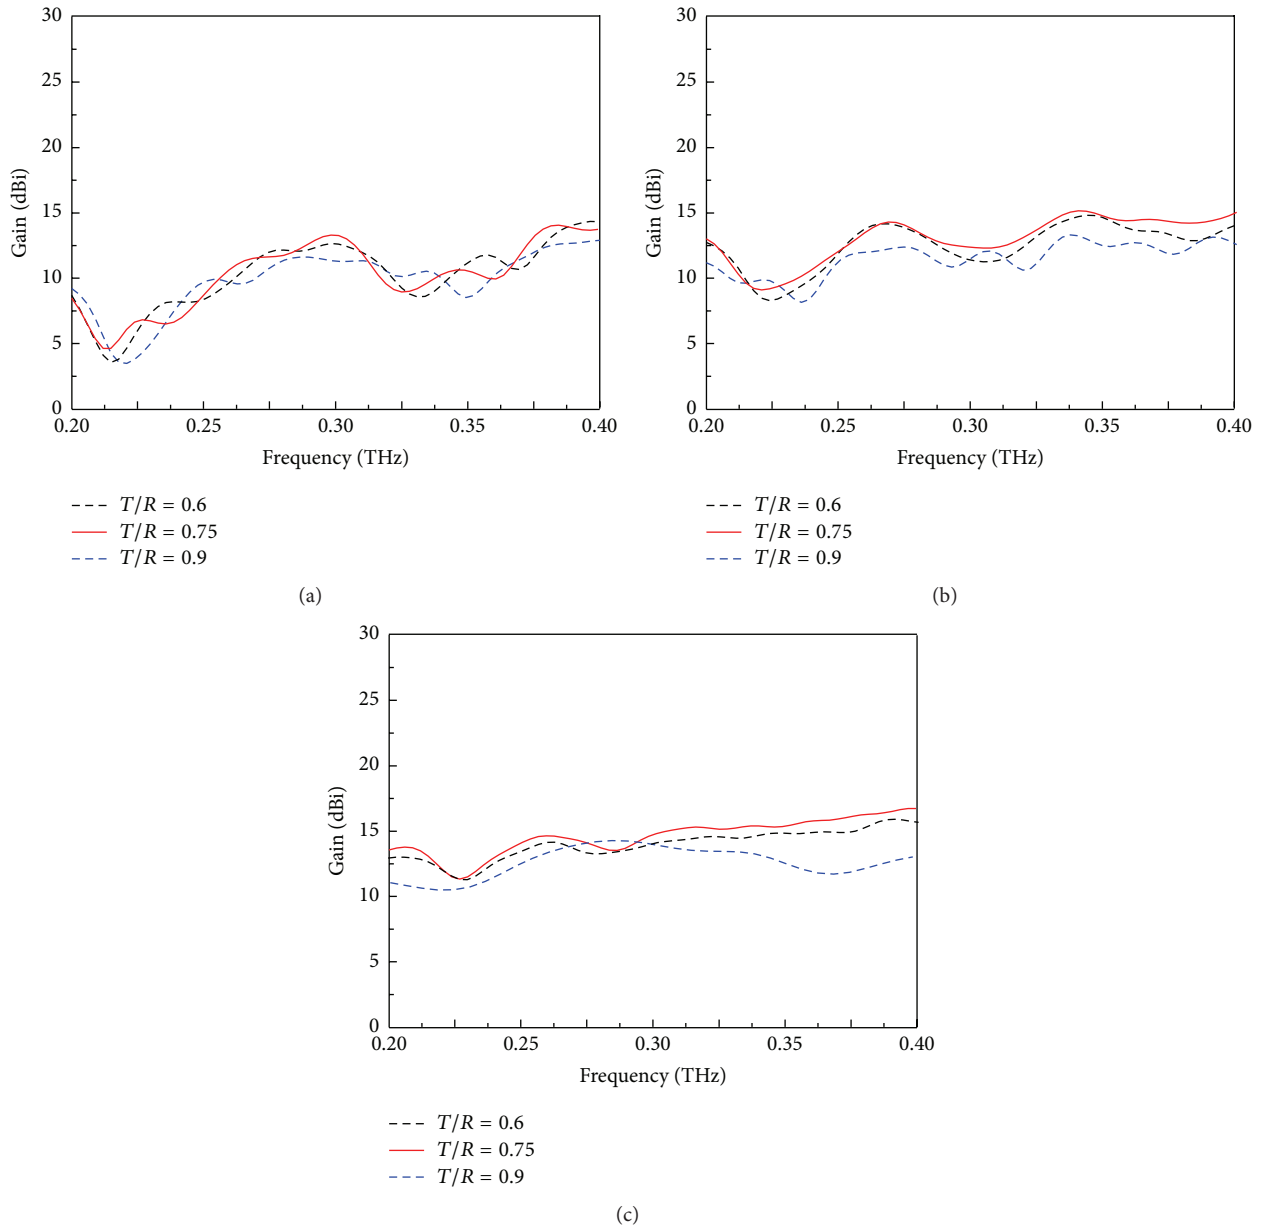 30
25
20
15
10
5
0
Gain (dBi)
0.20 0.25 0.30 0.35 0.40
Frequency (THz)
T/R = 0.6
T/R = 0.75
T/R = 0.9
(a)
30
25
20
15
10
5
0
Gain (dBi)
0.20 0.25 0.30 0.35 0.40
Frequency (THz)
T/R = 0.6
T/R = 0.75
T/R = 0.9
(b)
30
25
20
15
10
5
0
Gain (dBi)
0.20 0.25 0.30 0.35 0.40
Frequency (THz)
T/R = 0.6
T/R = 0.75
T/R = 0.9
(c)